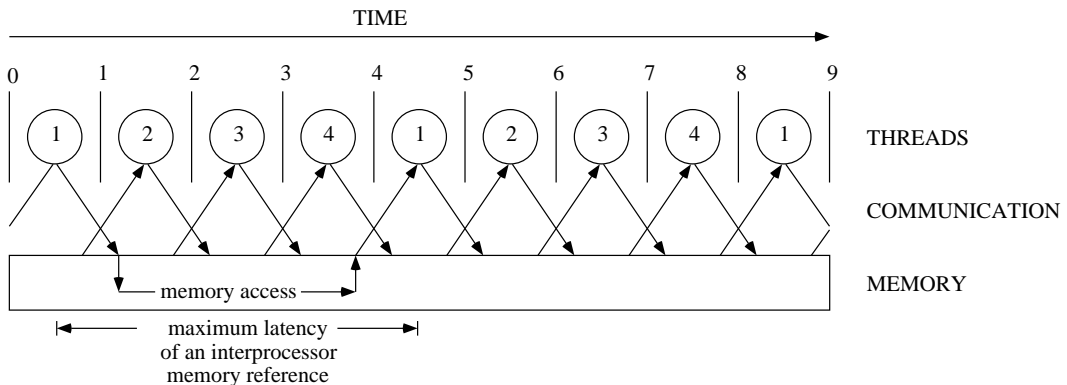 TIME
0 1 2 3 4 5 6 7 8 9
1 2 3 4 1 2 3 4 1 THREADS
COMMUNICATION
memory access MEMORY
maximum latency
of an interprocessor
memory reference